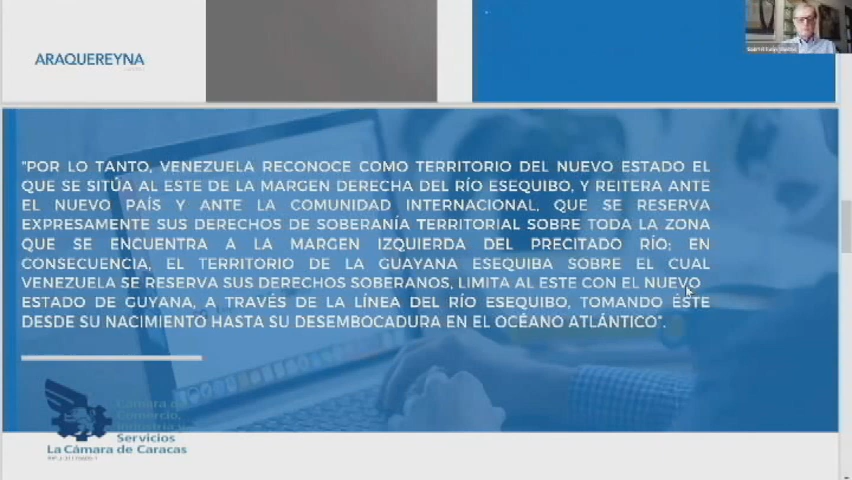 ARAQUEREYNA
"POR LO TANTO, VENEZUELA RECONOCE COMO TERRITORIO DEL NUEVO ESTADO EL
QUE SE SITÚA AL ESTE DE LA MARGEN DERECHA DEL RÍO ESEQUIBO, Y REITERA ANTE
EL NUEVO PAÍS Y ANTE LA COMUNIDAD INTERNACIONAL, QUE SE RESERVA
EXPRESAMENTE SUS DERECHOS DE SOBERANÍA TERRITORIAL SOBRE TODA LA ZONA
QUE SE ENCUENTRA A LA MARGEN IZQUIERDA DEL PRECITADO RÍO; EN
CONSECUENCIA, EL TERRITORIO DE LA GUAYANA ESEQUIBA SOBRE EL CUAL
VENEZUELA SE RESERVA SUS DERECHOS SOBERANOS, LIMITA AL ESTE CON EL NUEVO
ESTADO DE GUYANA, A TRAVÉS DE LA LÍNEA DEL RÍO ESEQUIBO, TOMANDO ÉSTE
DESDE SU NACIMIENTO HASTA SU DESEMBOCADURA EN EL OCÉANO ATLÁNTICO".
Cámara de
Comercio,
Industria y
Servicios
La Cámara de Caracas